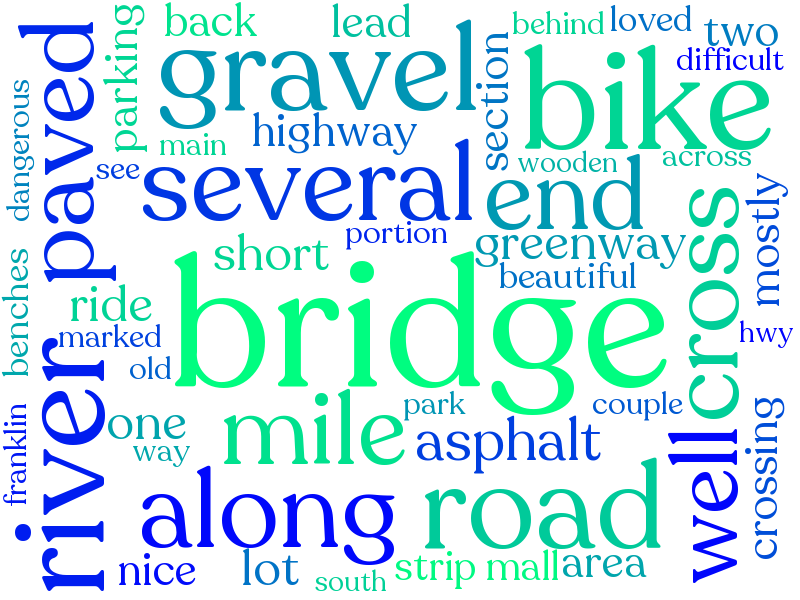 back
lead
behind
loved
two
difficult
parking
gravel
section
bike
paved
dangerous
main
highway
see
several
wooden
across
end
portion
greenway
beautiful
mostly
cross
short
bridge
benches
ride
marked
old
hwy
river
one
way
mile
park
couple
asphalt
franklin
well
crossing
along
road
nice
lot
south
strip mall
area